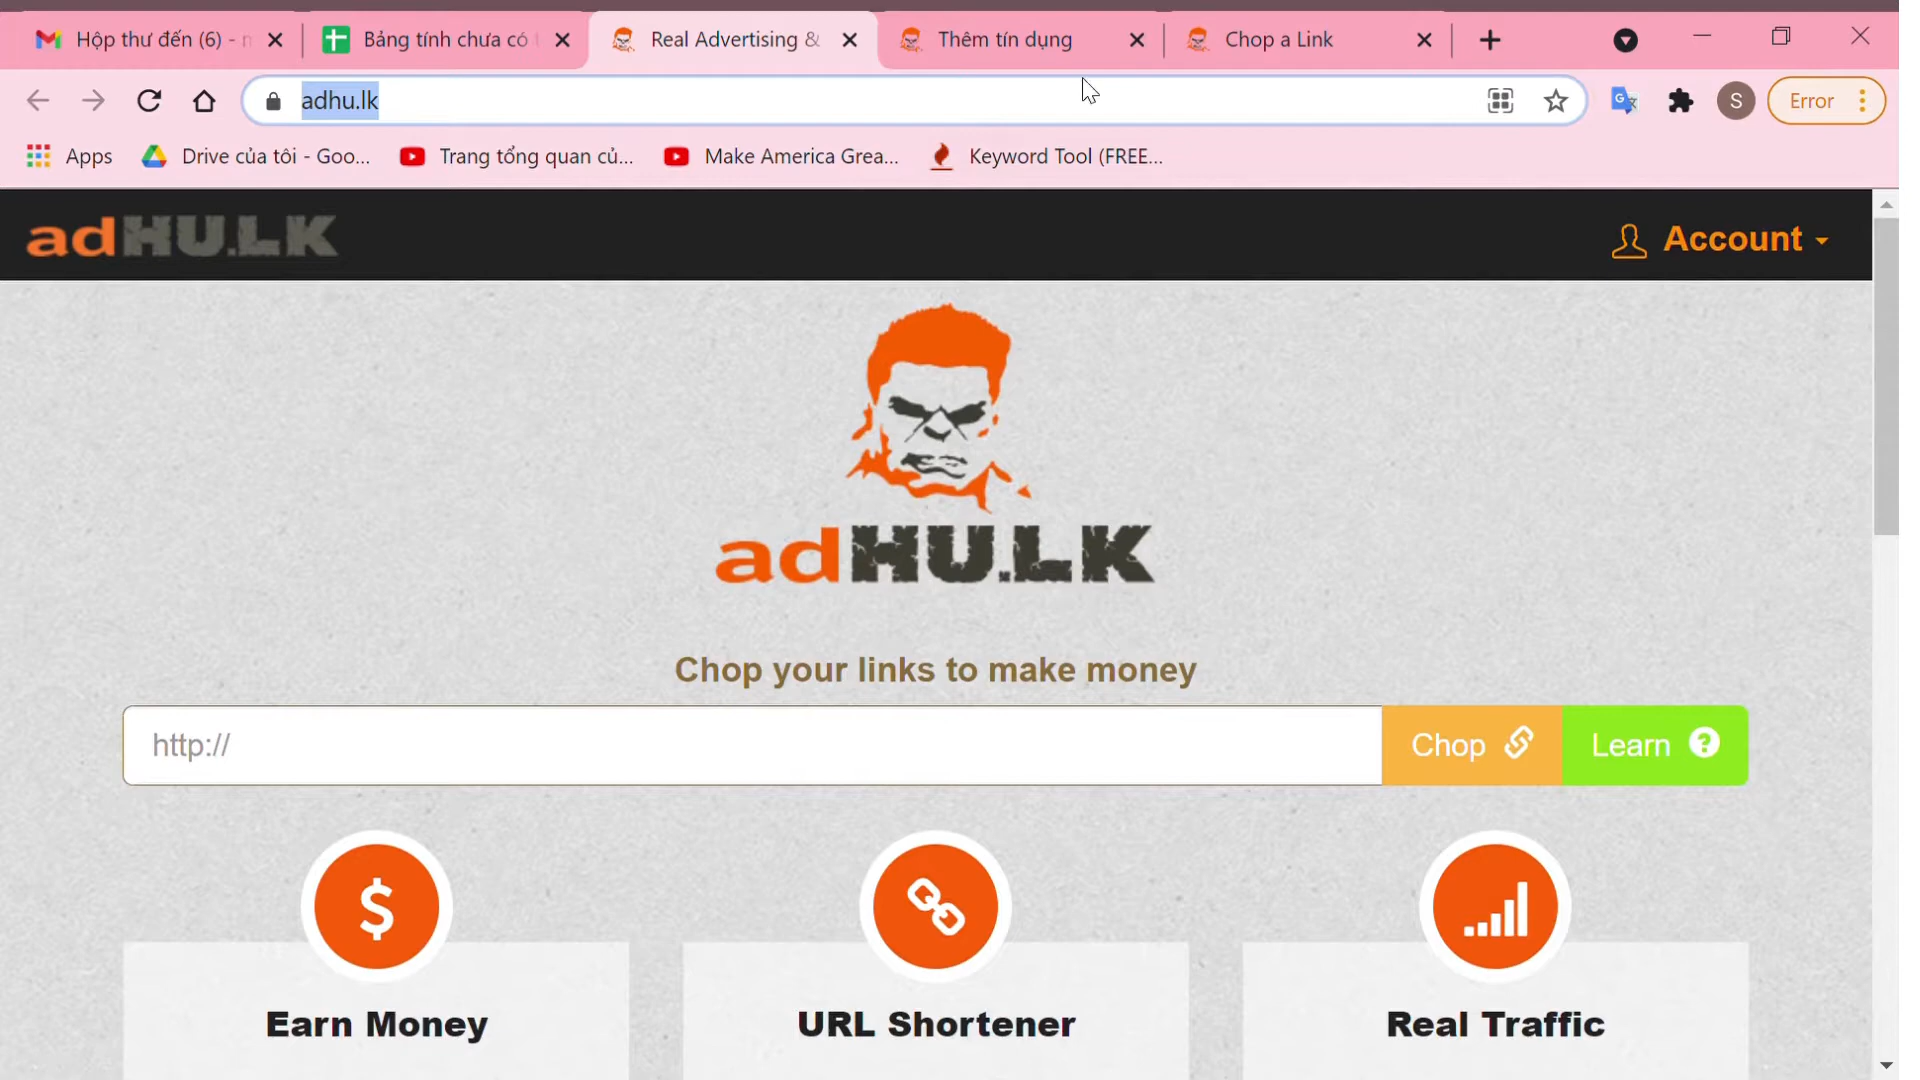 Hộp thư đến (6) - n
Bảng tính chưa có t
Real Advertising &
Thêm tín dụng
Chop a Link
adhu.lk
S
Error
Apps
Drive của tôi - Goo...
Trang tổng quan củ...
Make America Grea...
Keyword Tool (FREE...
adHU.LK
Account
adHU.LK
Chop your links to make money
http://
Chop
Learn
Earn Money
URL Shortener
Real Traffic